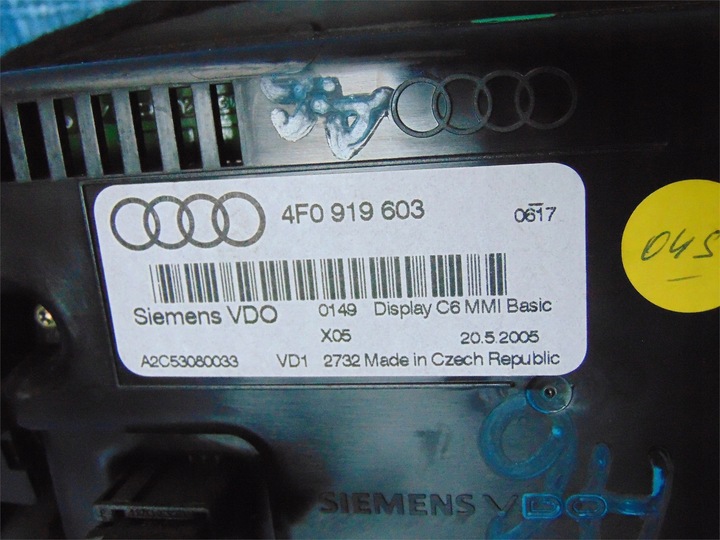 4F0 919 603
0617
Siemens VDO 0149 Display C6 MMI Basic
X05 20.5.2005
A2C53080033 VD1 2732 Made in Czech Republic
045
SIEMENS VDO